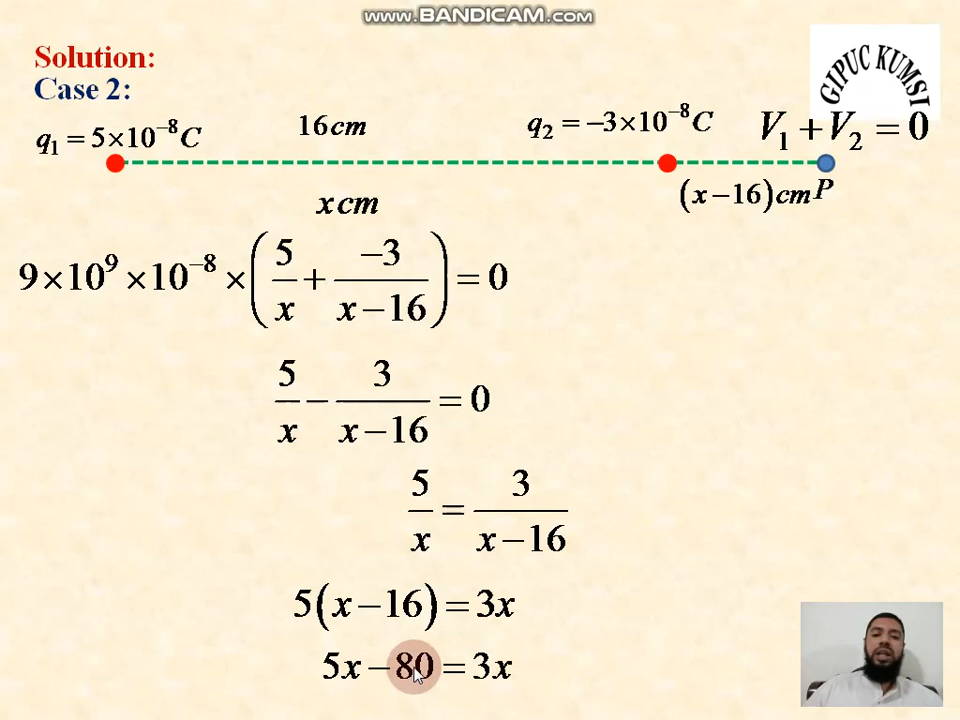 www.BANDICAM.com
Solution:
Case 2:
GIPUC KUMSI
q₁ = 5×10⁻⁸C
16cm
q₂ = −3×10⁻⁸C
V₁ + V₂ = 0
x cm
(x − 16)cm P
9×10⁹ ×10⁻⁸ × (5/x + −3/(x − 16)) = 0
5/x − 3/(x − 16) = 0
5/x = 3/(x − 16)
5(x − 16) = 3x
5x − 80 = 3x